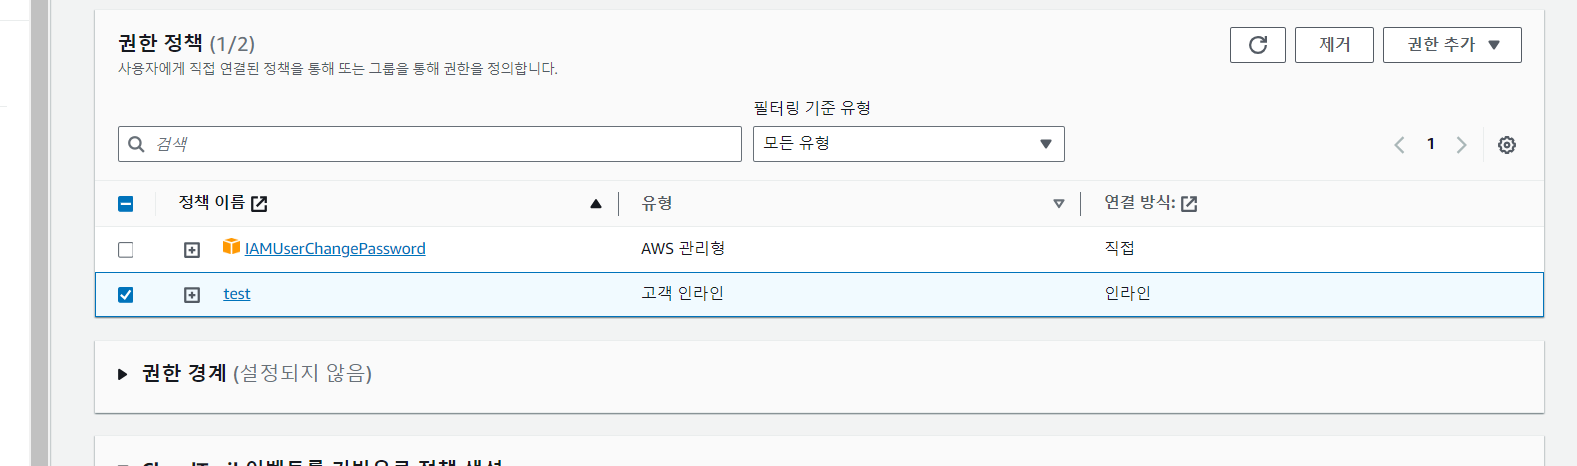 권한 정책 (1/2)
사용자에게 직접 연결된 정책을 통해 또는 그룹을 통해 권한을 정의합니다.
제거
권한 추가
필터링 기준 유형
검색
모든 유형
1
정책 이름
유형
연결 방식:
IAMUserChangePassword
AWS 관리형
직접
test
고객 인라인
인라인
권한 경계 (설정되지 않음)